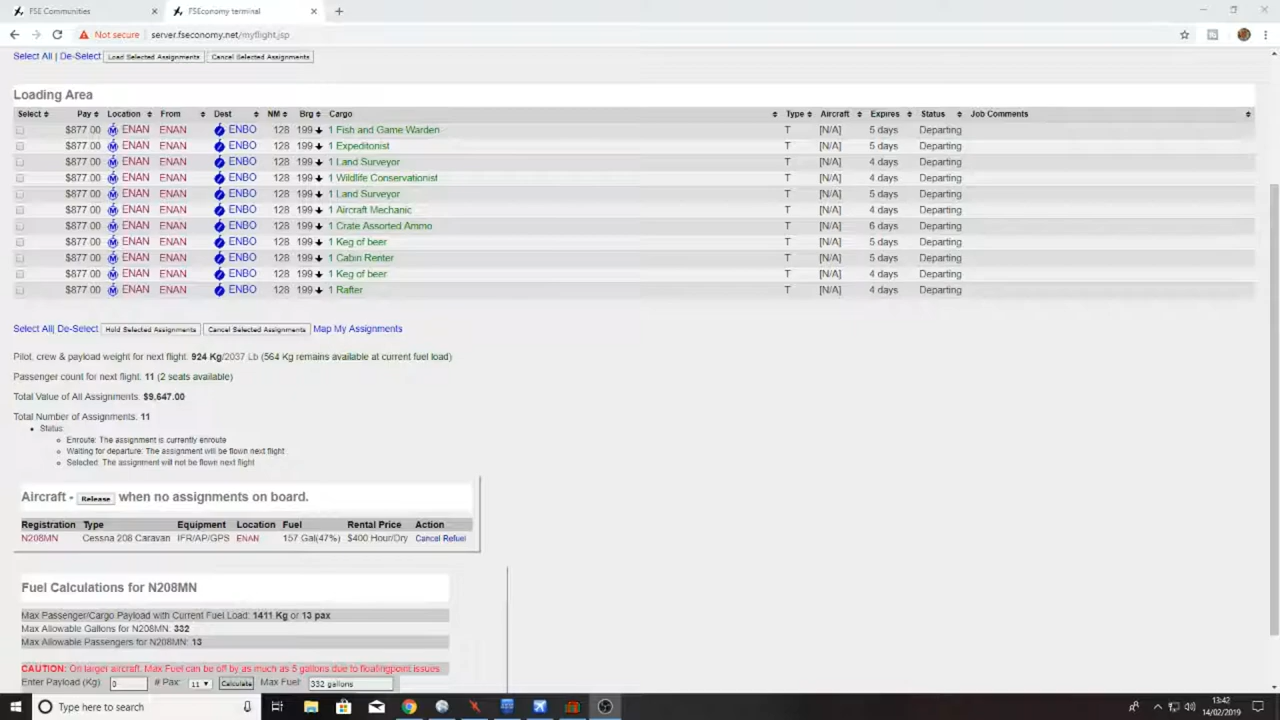 FSE Communities
FSEconomy terminal
Not secure server.fseconomy.net/myflight.jsp
Select All | De-Select Load Selected Assignments Cancel Selected Assignments
Loading Area
Select Pay Location From Dest NM Brg Cargo Type Aircraft Expires Status Job Comments
$877.00 ENAN ENAN ENBO 128 199 1 Fish and Game Warden T [N/A] 5 days Departing
$877.00 ENAN ENAN ENBO 128 199 1 Expeditonist T [N/A] 5 days Departing
$877.00 ENAN ENAN ENBO 128 199 1 Land Surveyor T [N/A] 4 days Departing
$877.00 ENAN ENAN ENBO 128 199 1 Wildlife Conservationist T [N/A] 4 days Departing
$877.00 ENAN ENAN ENBO 128 199 1 Land Surveyor T [N/A] 5 days Departing
$877.00 ENAN ENAN ENBO 128 199 1 Aircraft Mechanic T [N/A] 4 days Departing
$877.00 ENAN ENAN ENBO 128 199 1 Crate Assorted Ammo T [N/A] 6 days Departing
$877.00 ENAN ENAN ENBO 128 199 1 Keg of beer T [N/A] 5 days Departing
$877.00 ENAN ENAN ENBO 128 199 1 Cabin Renter T [N/A] 5 days Departing
$877.00 ENAN ENAN ENBO 128 199 1 Keg of beer T [N/A] 4 days Departing
$877.00 ENAN ENAN ENBO 128 199 1 Rafter T [N/A] 4 days Departing
Select All| De-Select Hold Selected Assignments Cancel Selected Assignments Map My Assignments
Pilot, crew & payload weight for next flight: 924 Kg/2037 Lb (564 Kg remains available at current fuel load)
Passenger count for next flight: 11 (2 seats available)
Total Value of All Assignments: $9,647.00
Total Number of Assignments: 11
Status:
Enroute: The assignment is currently enroute
Waiting for departure: The assignment will be flown next flight
Selected: The assignment will not be flown next flight
Aircraft - Release when no assignments on board.
Registration Type Equipment Location Fuel Rental Price Action
N208MN Cessna 208 Caravan IFR/AP/GPS ENAN 157 Gal(47%) $400 Hour/Dry Cancel Refuel
Fuel Calculations for N208MN
Max Passenger/Cargo Payload with Current Fuel Load: 1411 Kg or 13 pax
Max Allowable Gallons for N208MN: 332
Max Allowable Passengers for N208MN: 13
CAUTION: On larger aircraft, Max Fuel can be off by as much as 5 gallons due to floatingpoint issues.
Enter Payload (Kg) 0 # Pax: 11 Calculate Max Fuel: 332 gallons
Type here to search
13:42
14/02/2019